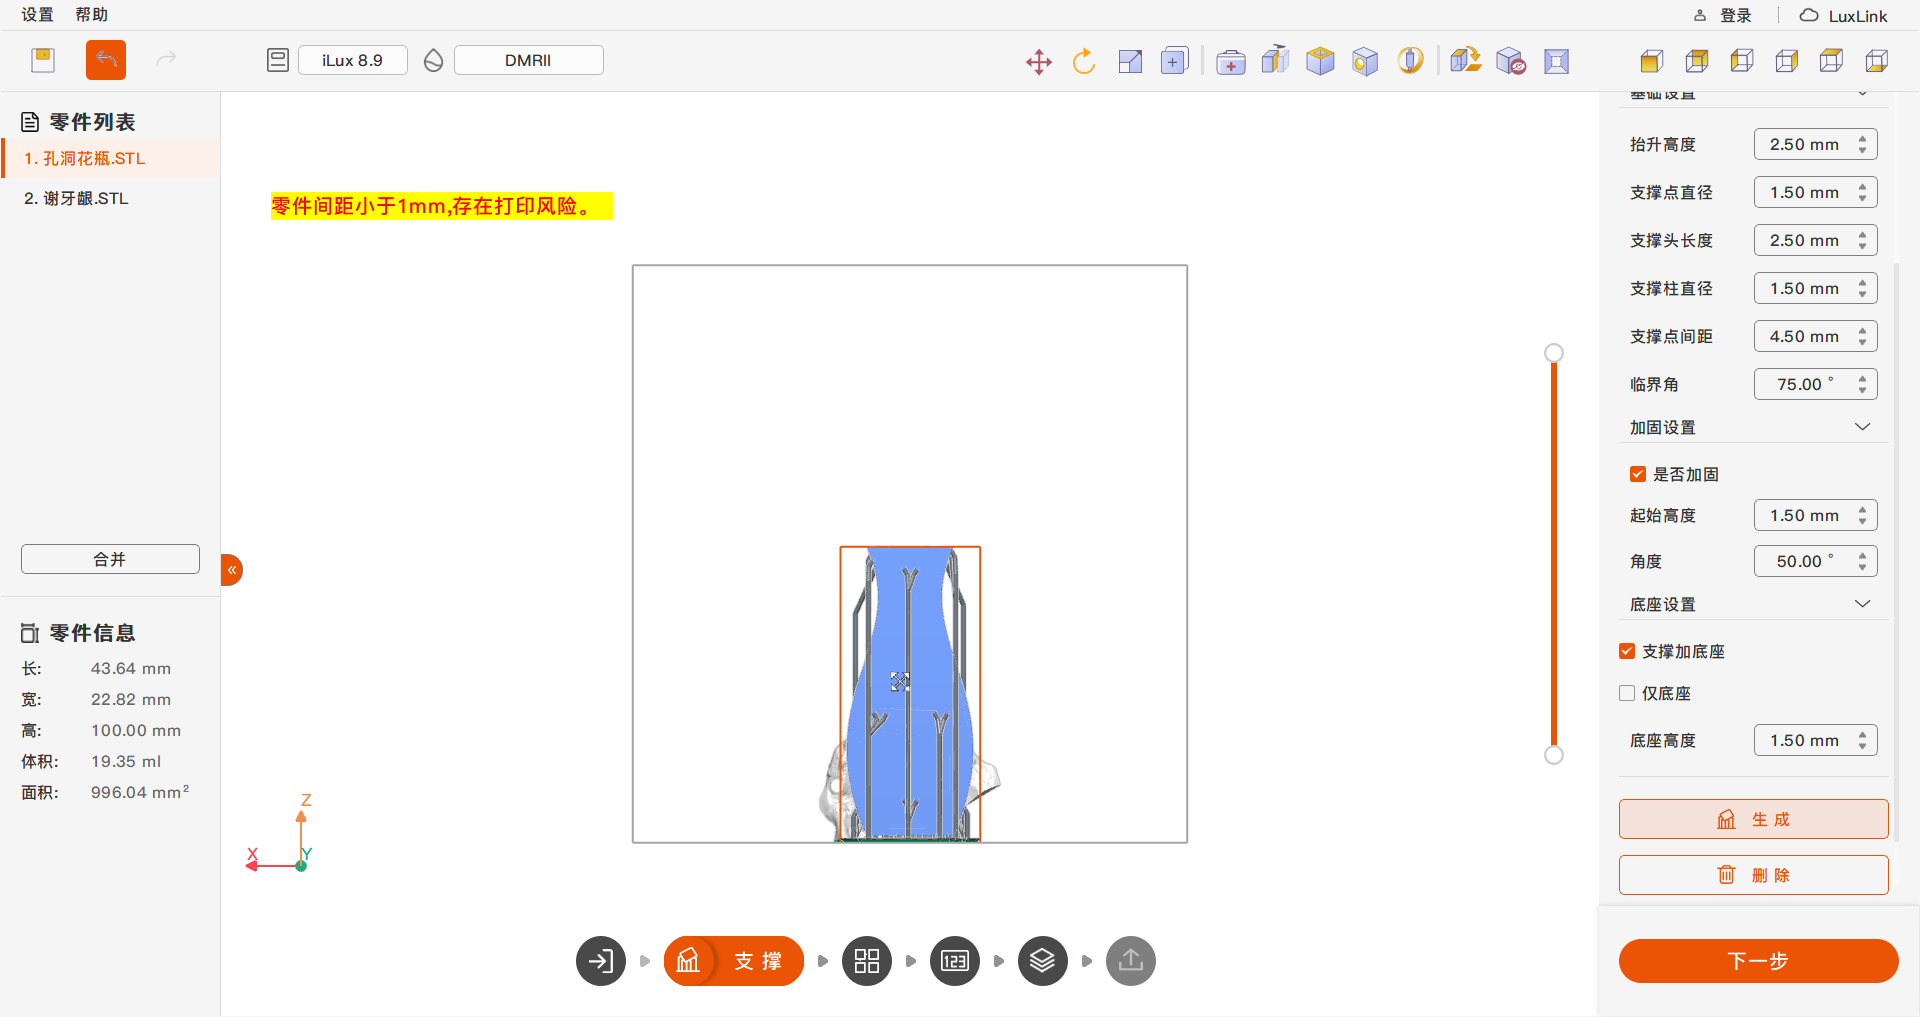 设置 帮助
登录 LuxLink
iLux 8.9 DMRII
零件列表
1. 孔洞花瓶.STL
2. 谢牙龈.STL
合并
零件信息
长: 43.64 mm
宽: 22.82 mm
高: 100.00 mm
体积: 19.35 ml
面积: 996.04 mm²
零件间距小于1mm,存在打印风险。
Z
X
Y
基础设置
抬升高度 2.50 mm
支撑点直径 1.50 mm
支撑头长度 2.50 mm
支撑柱直径 1.50 mm
支撑点间距 4.50 mm
临界角 75.00 °
加固设置
是否加固
起始高度 1.50 mm
角度 50.00 °
底座设置
支撑加底座
仅底座
底座高度 1.50 mm
生成
删除
支撑
123
下一步